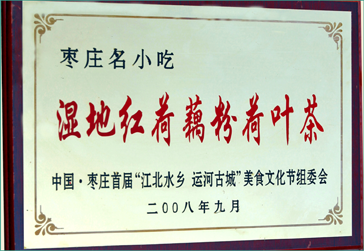 枣庄名小吃
湿地红荷藕粉荷叶茶
中国·枣庄首届“江北水乡 运河古城”美食文化节组委会
二〇〇八年九月